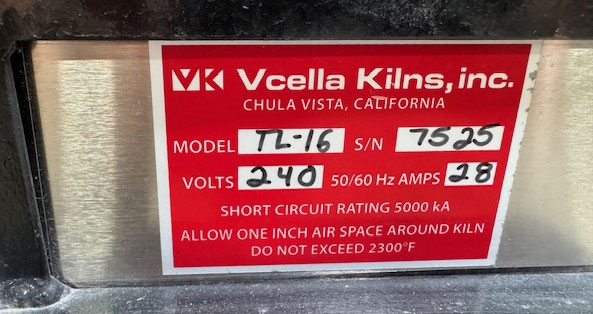 VK Vcella Kilns, inc.
CHULA VISTA, CALIFORNIA
MODEL TL-16 S/N 7525
VOLTS 240 50/60 Hz AMPS 28
SHORT CIRCUIT RATING 5000 kA
ALLOW ONE INCH AIR SPACE AROUND KILN
DO NOT EXCEED 2300°F